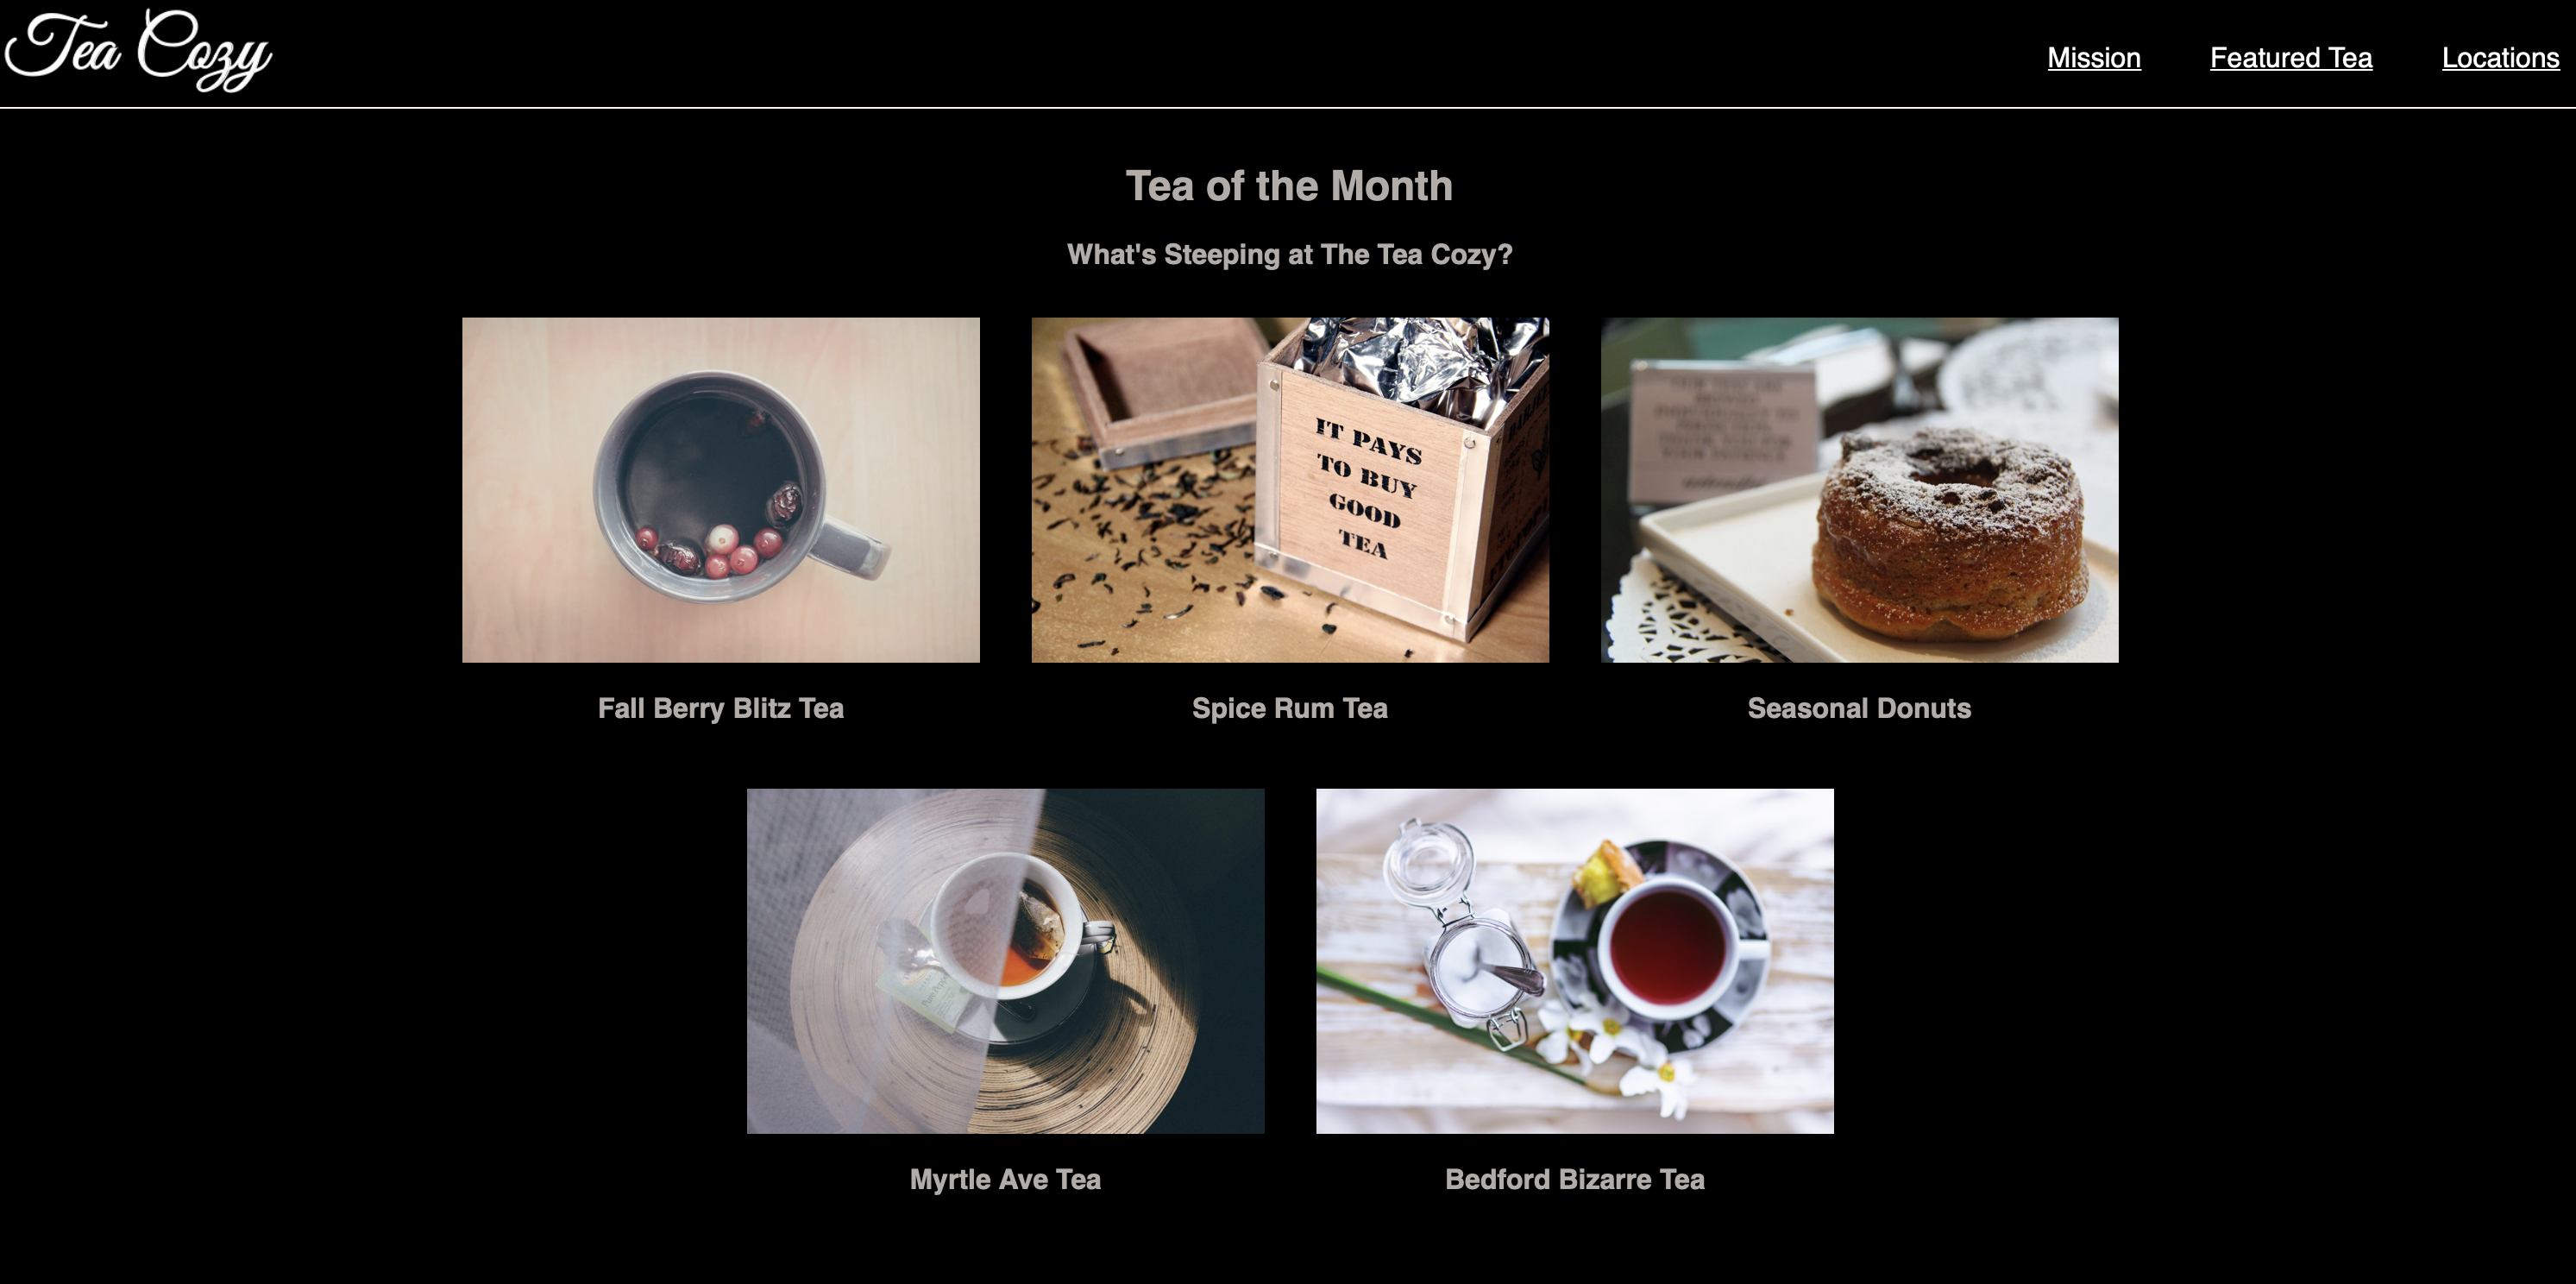 Tea Cozy
Mission
Featured Tea
Locations
Tea of the Month
What's Steeping at The Tea Cozy?
IT PAYS
TO BUY
GOOD
TEA
Fall Berry Blitz Tea
Spice Rum Tea
Seasonal Donuts
Myrtle Ave Tea
Bedford Bizarre Tea